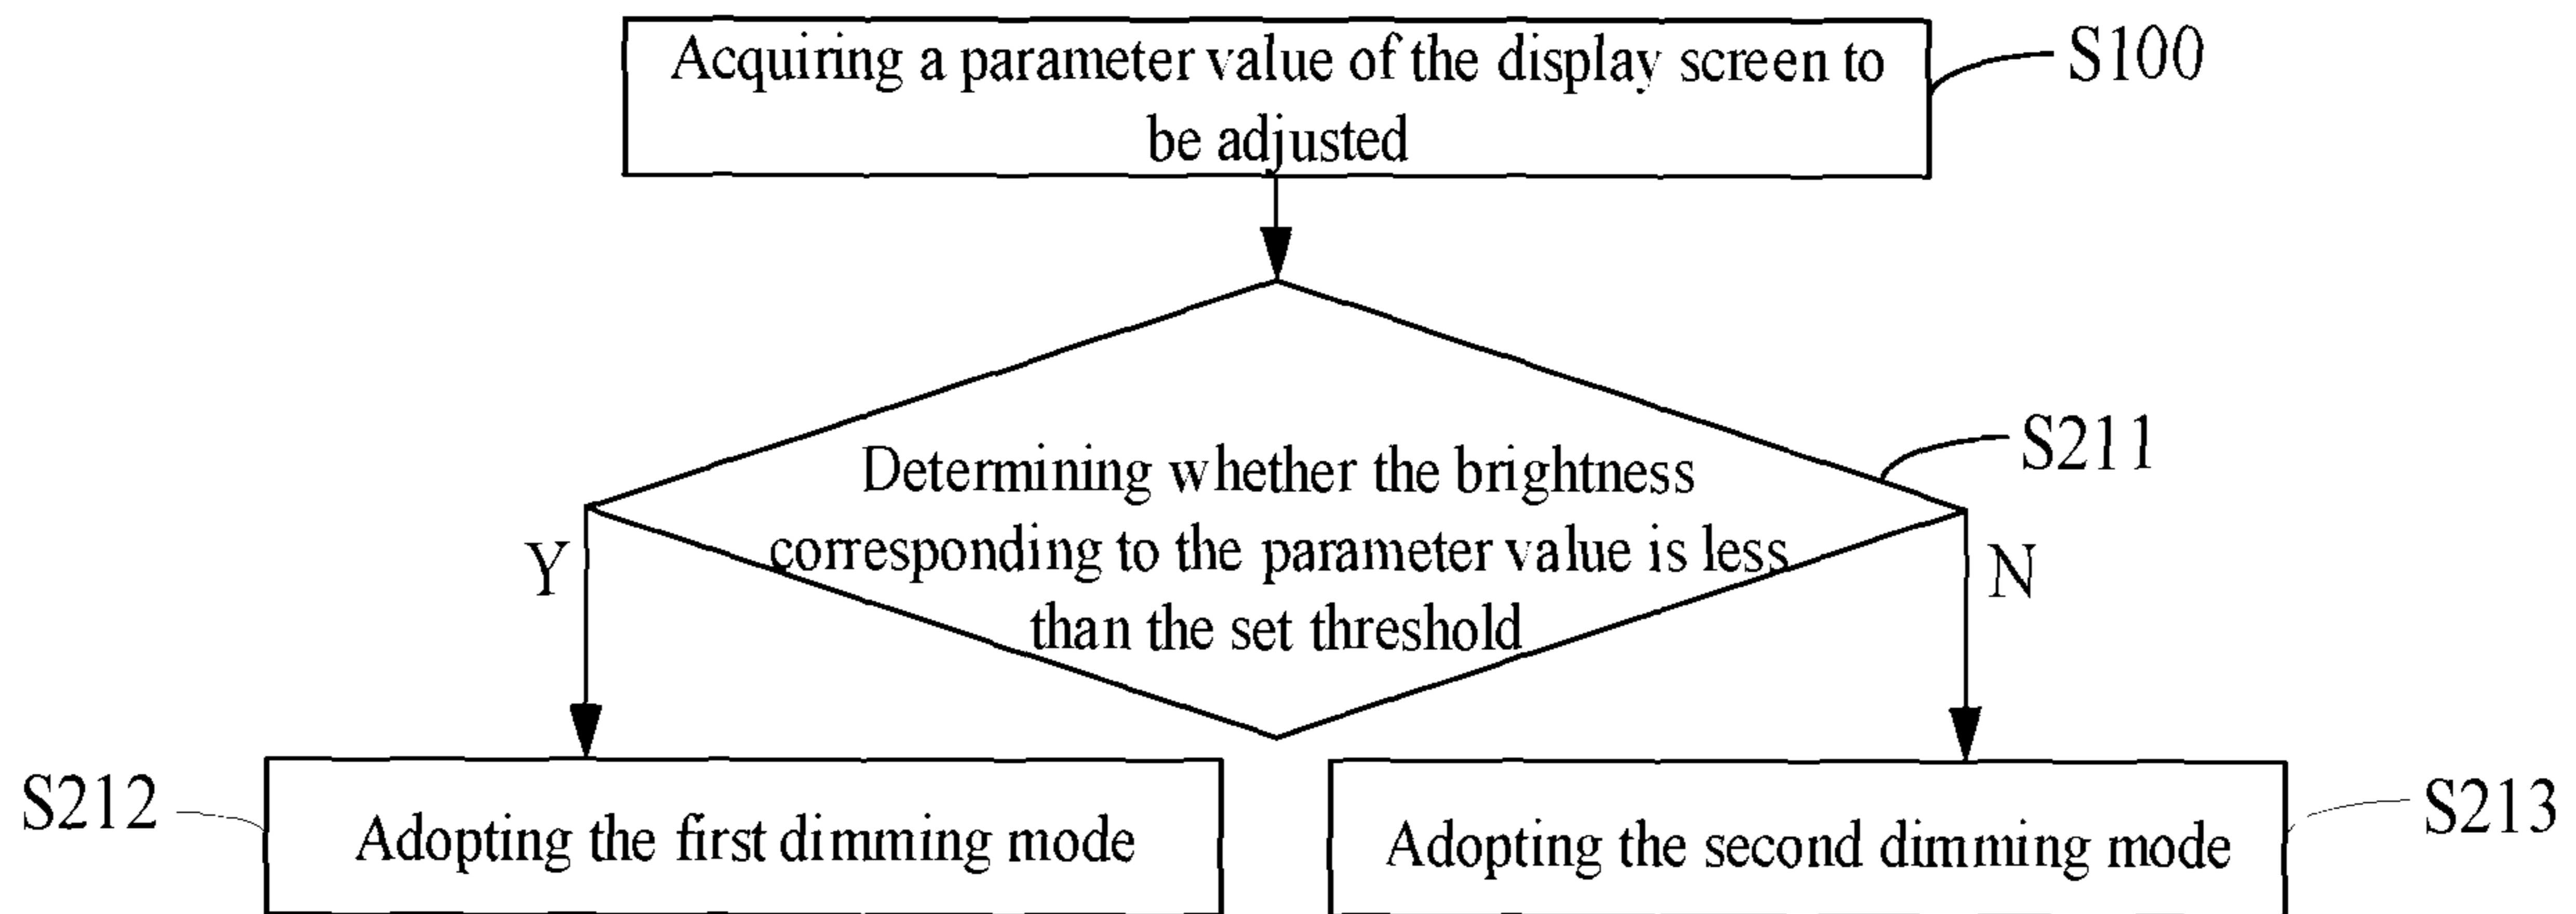 Acquiring a parameter value of the display screen to
be adjusted
S100
Determining whether the brightness
corresponding to the parameter value is less
than the set threshold
S211
Y
N
S212
Adopting the first dimming mode
Adopting the second dimming mode
S213